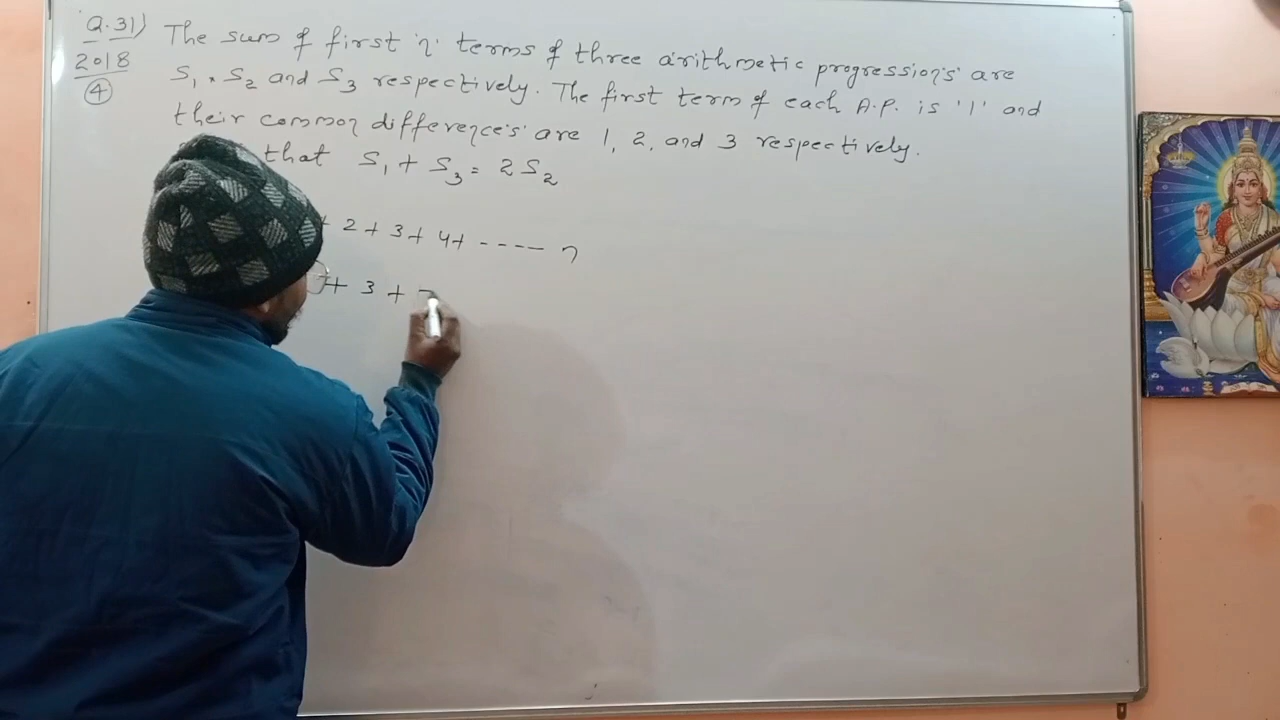 Q.31) The sum of first 'n' terms of three arithmetic progressions are
2018 S₁, S₂ and S₃ respectively. The first term of each A.P. is '1' and
④ their common differences are 1, 2, and 3 respectively.
that S₁ + S₃ = 2S₂
+ 2 + 3 + 4 + ---- n
+ 3 +